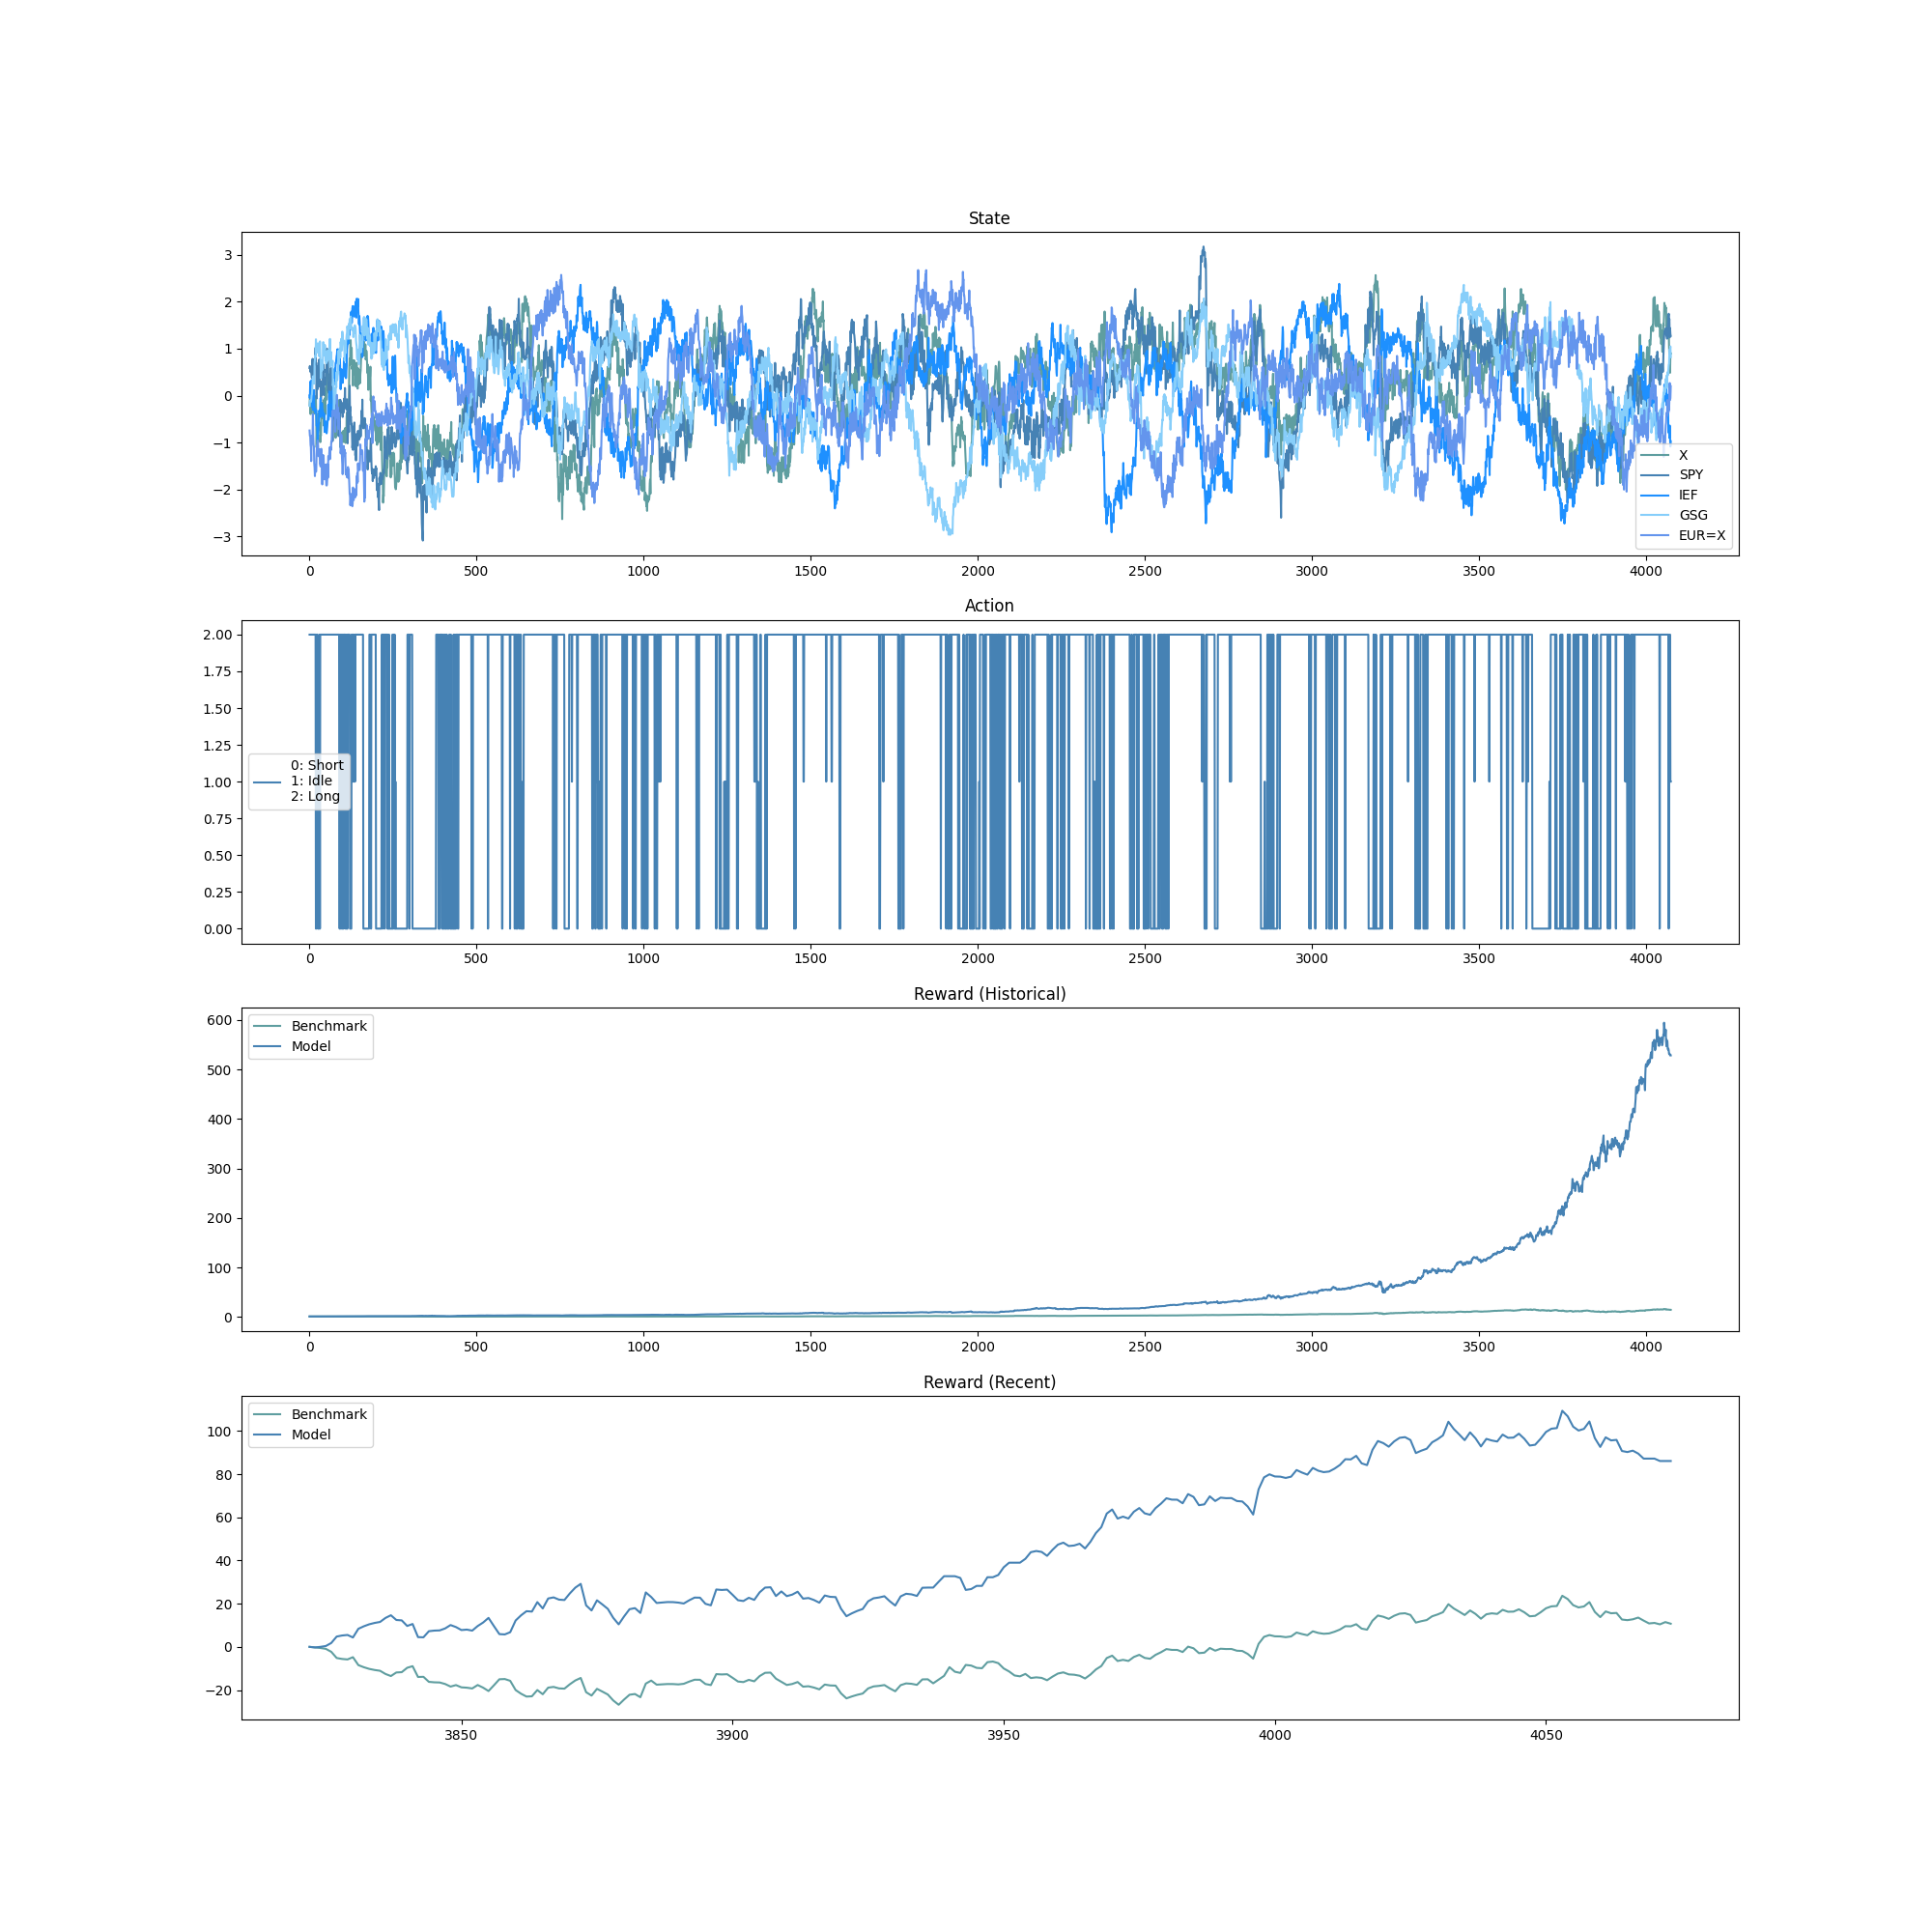 State
3
2
1
0
−1
−2
−3
X
SPY
IEF
GSG
EUR=X
0 500 1000 1500 2000 2500 3000 3500 4000
Action
2.00
1.75
1.50
1.25
1.00
0.75
0.50
0.25
0.00
0: Short
1: Idle
2: Long
0 500 1000 1500 2000 2500 3000 3500 4000
Reward (Historical)
Benchmark
Model
600
500
400
300
200
100
0
0 500 1000 1500 2000 2500 3000 3500 4000
Reward (Recent)
Benchmark
Model
100
80
60
40
20
0
−20
3850 3900 3950 4000 4050